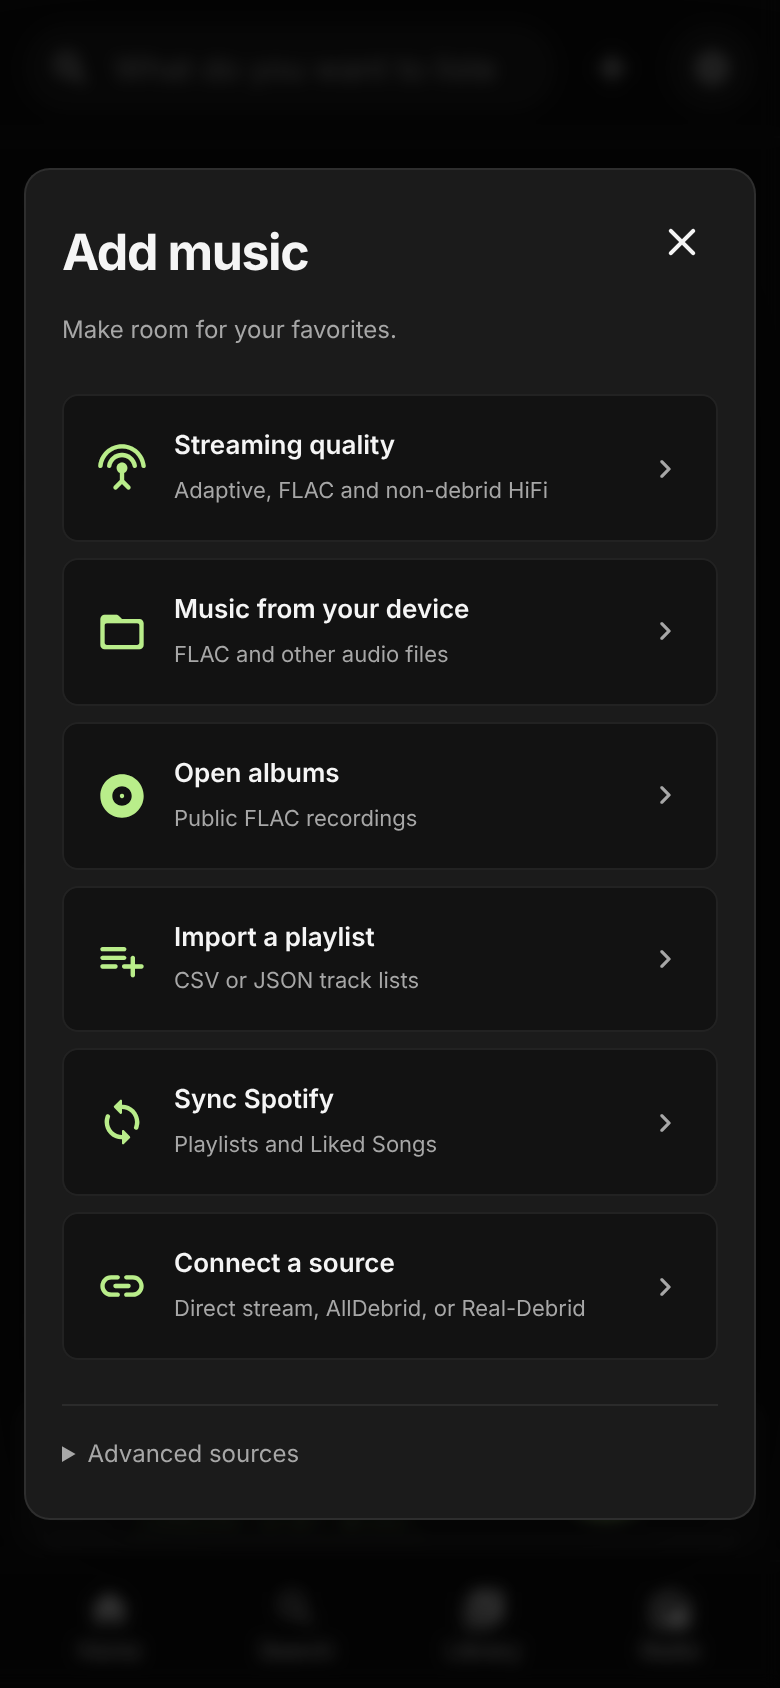 Add music
Make room for your favorites.
Streaming quality
Adaptive, FLAC and non-debrid HiFi
Music from your device
FLAC and other audio files
Open albums
Public FLAC recordings
Import a playlist
CSV or JSON track lists
Sync Spotify
Playlists and Liked Songs
Connect a source
Direct stream, AllDebrid, or Real-Debrid
Advanced sources